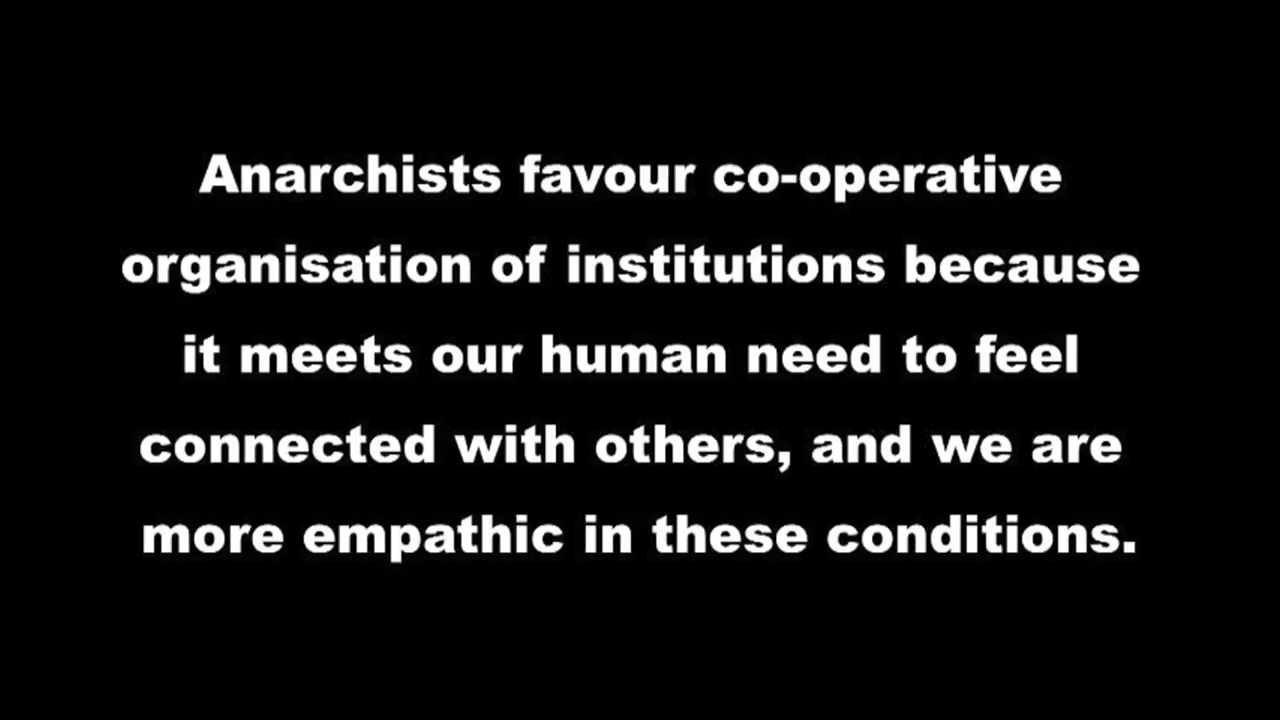 Anarchists favour co-operative
organisation of institutions because
it meets our human need to feel
connected with others, and we are
more empathic in these conditions.